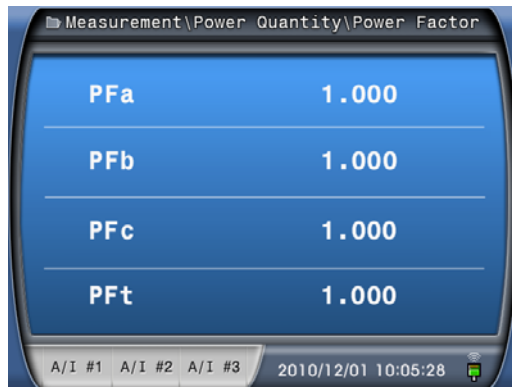 Measurement\Power Quantity\Power Factor
PFa 1.000
PFb 1.000
PFc 1.000
PFt 1.000
A/I #1 A/I #2 A/I #3 2010/12/01 10:05:28